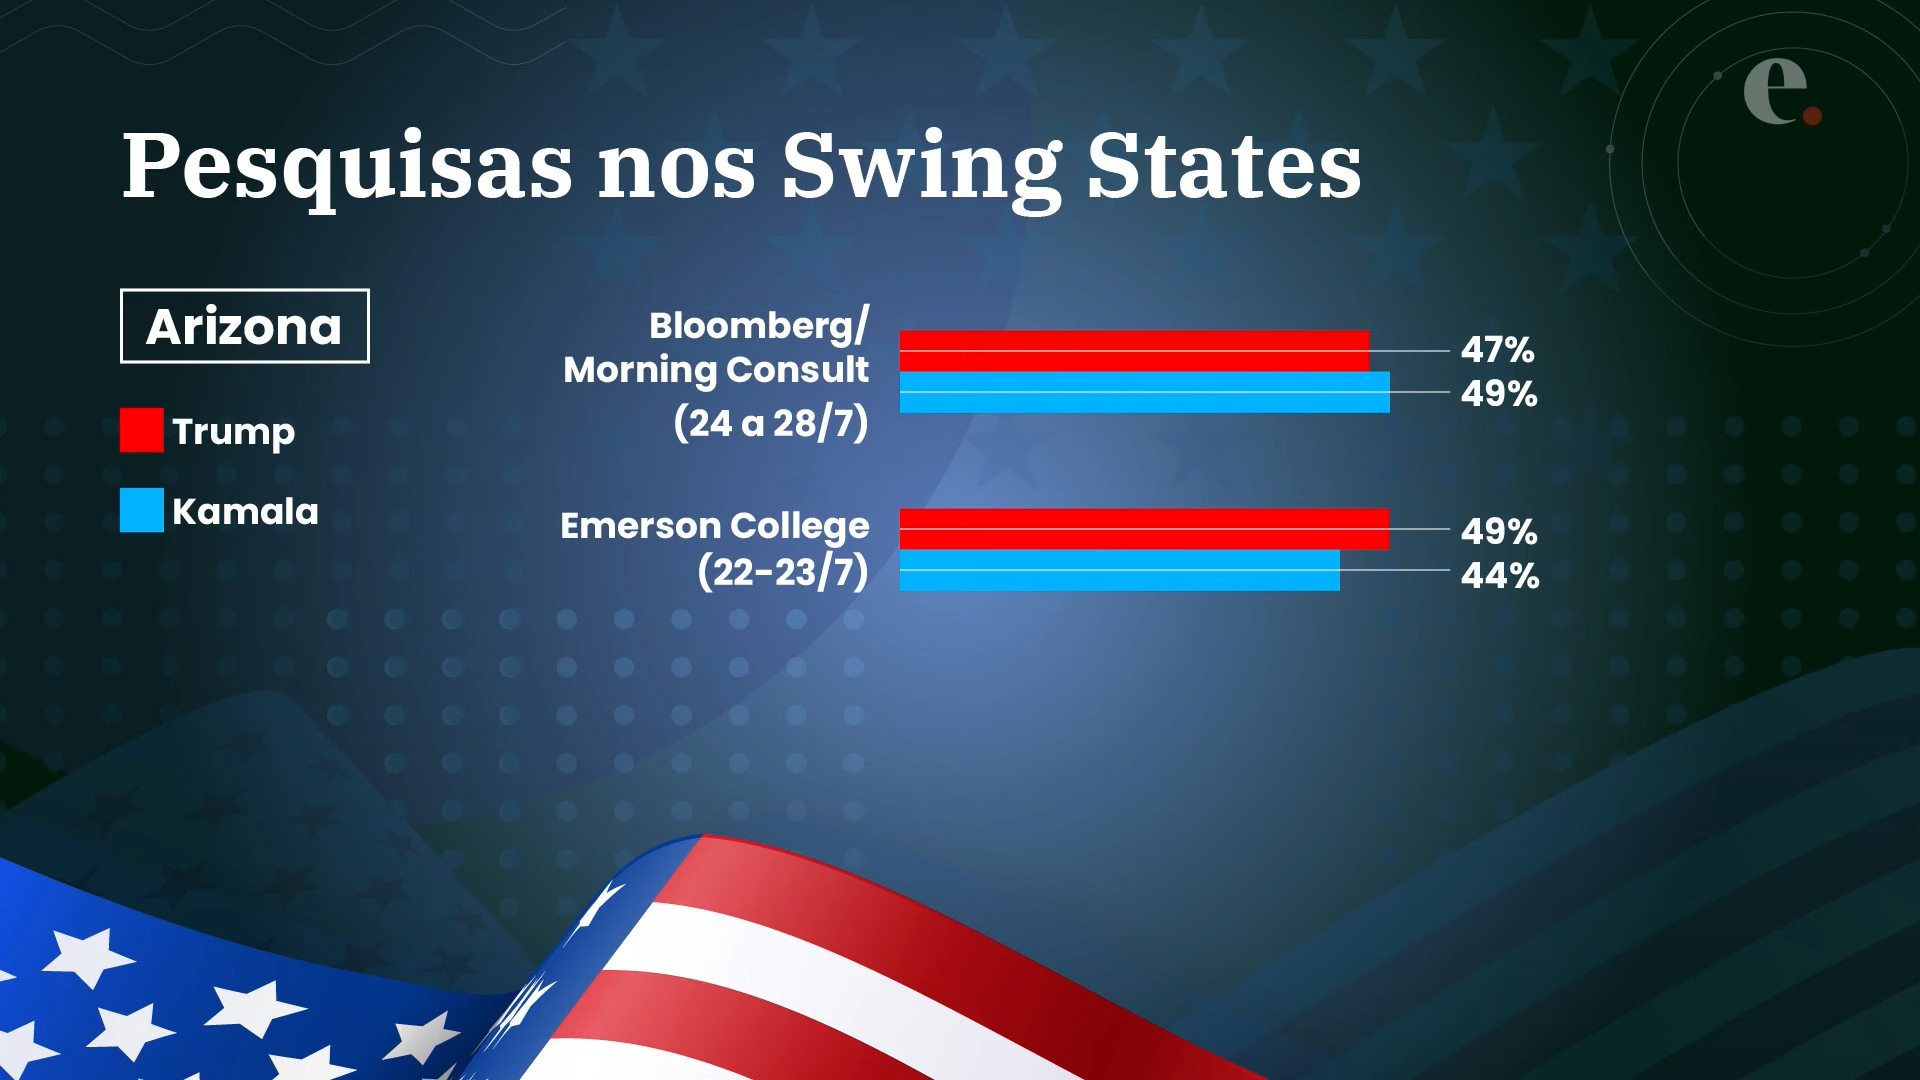 e.
Pesquisas nos Swing States
Arizona
Trump
Kamala
Bloomberg/
Morning Consult
(24 a 28/7)
47%
49%
Emerson College
(22-23/7)
49%
44%